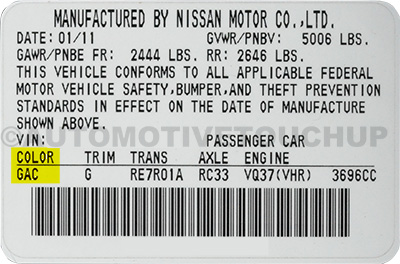 MANUFACTURED BY NISSAN MOTOR CO.,LTD.
DATE: 01/11 GVWR/PNBV: 5006 LBS.
GAWR/PNBE FR: 2444 LBS. RR: 2646 LBS.
THIS VEHICLE CONFORMS TO ALL APPLICABLE FEDERAL
MOTOR VEHICLE SAFETY,BUMPER,AND THEFT PREVENTION
STANDARDS IN EFFECT ON THE DATE OF MANUFACTURE
SHOWN ABOVE.
©AUTOMOTIVETOUCHUP
VIN: PASSENGER CAR
COLOR TRIM TRANS AXLE ENGINE
GAC G RE7R01A RC33 VQ37(VHR) 3696CC